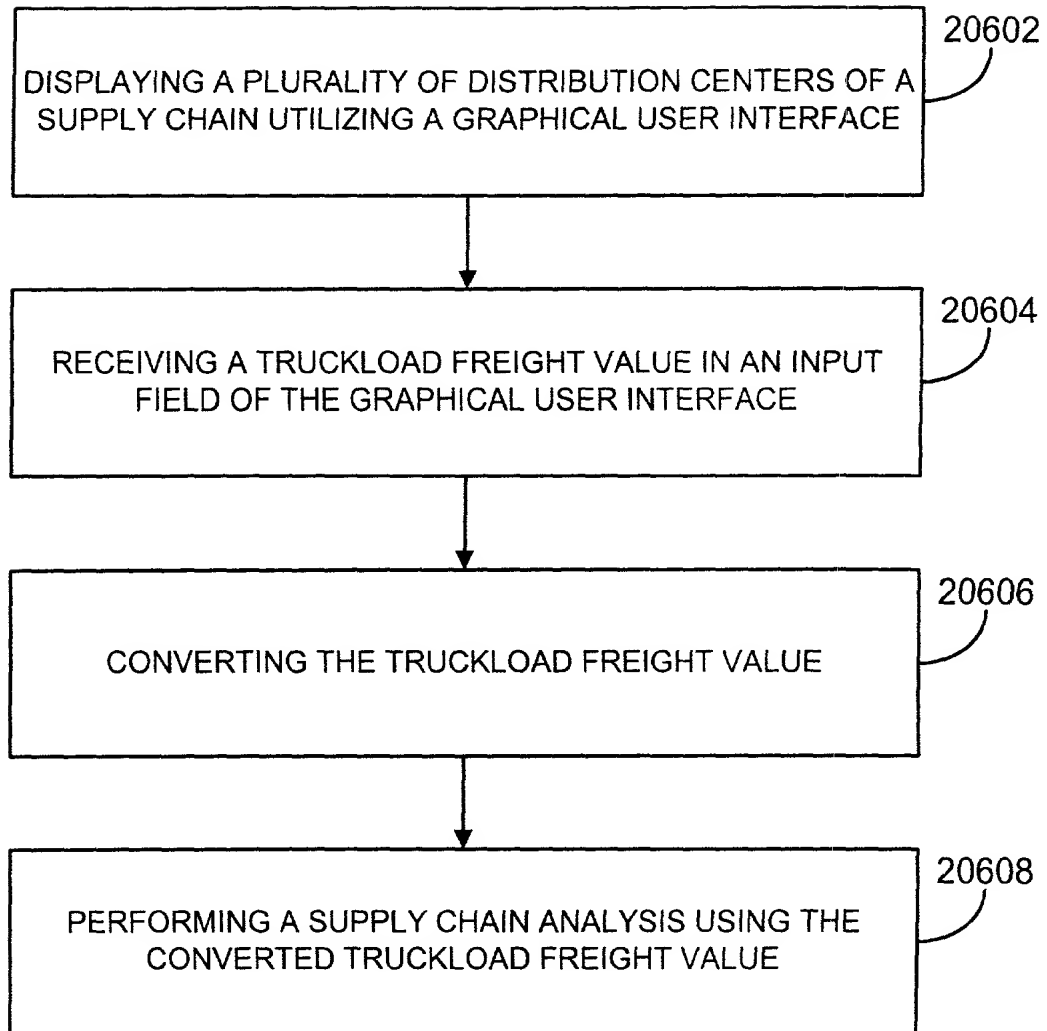 20602
DISPLAYING A PLURALITY OF DISTRIBUTION CENTERS OF A
SUPPLY CHAIN UTILIZING A GRAPHICAL USER INTERFACE
20604
RECEIVING A TRUCKLOAD FREIGHT VALUE IN AN INPUT
FIELD OF THE GRAPHICAL USER INTERFACE
20606
CONVERTING THE TRUCKLOAD FREIGHT VALUE
20608
PERFORMING A SUPPLY CHAIN ANALYSIS USING THE
CONVERTED TRUCKLOAD FREIGHT VALUE